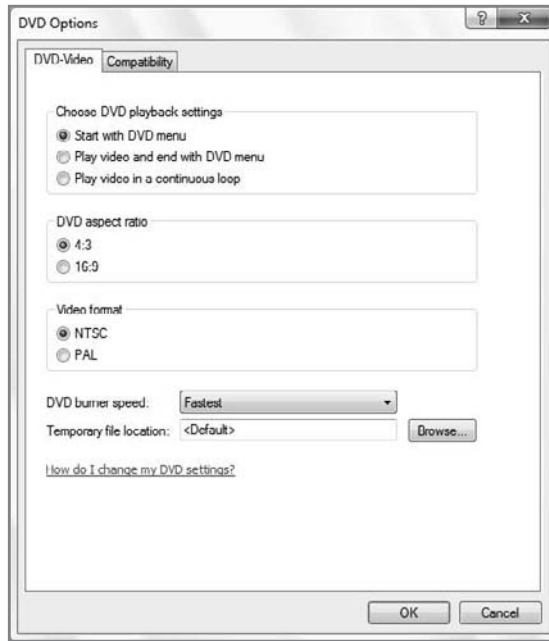 DVD Options
DVD-Video Compatibility
Choose DVD playback settings
Start with DVD menu
Play video and end with DVD menu
Play video in a continuous loop
DVD aspect ratio
4:3
16:9
Video format
NTSC
PAL
DVD burner speed: Fastest
Temporary file location: <Default> Browse...
How do I change my DVD settings?
OK Cancel